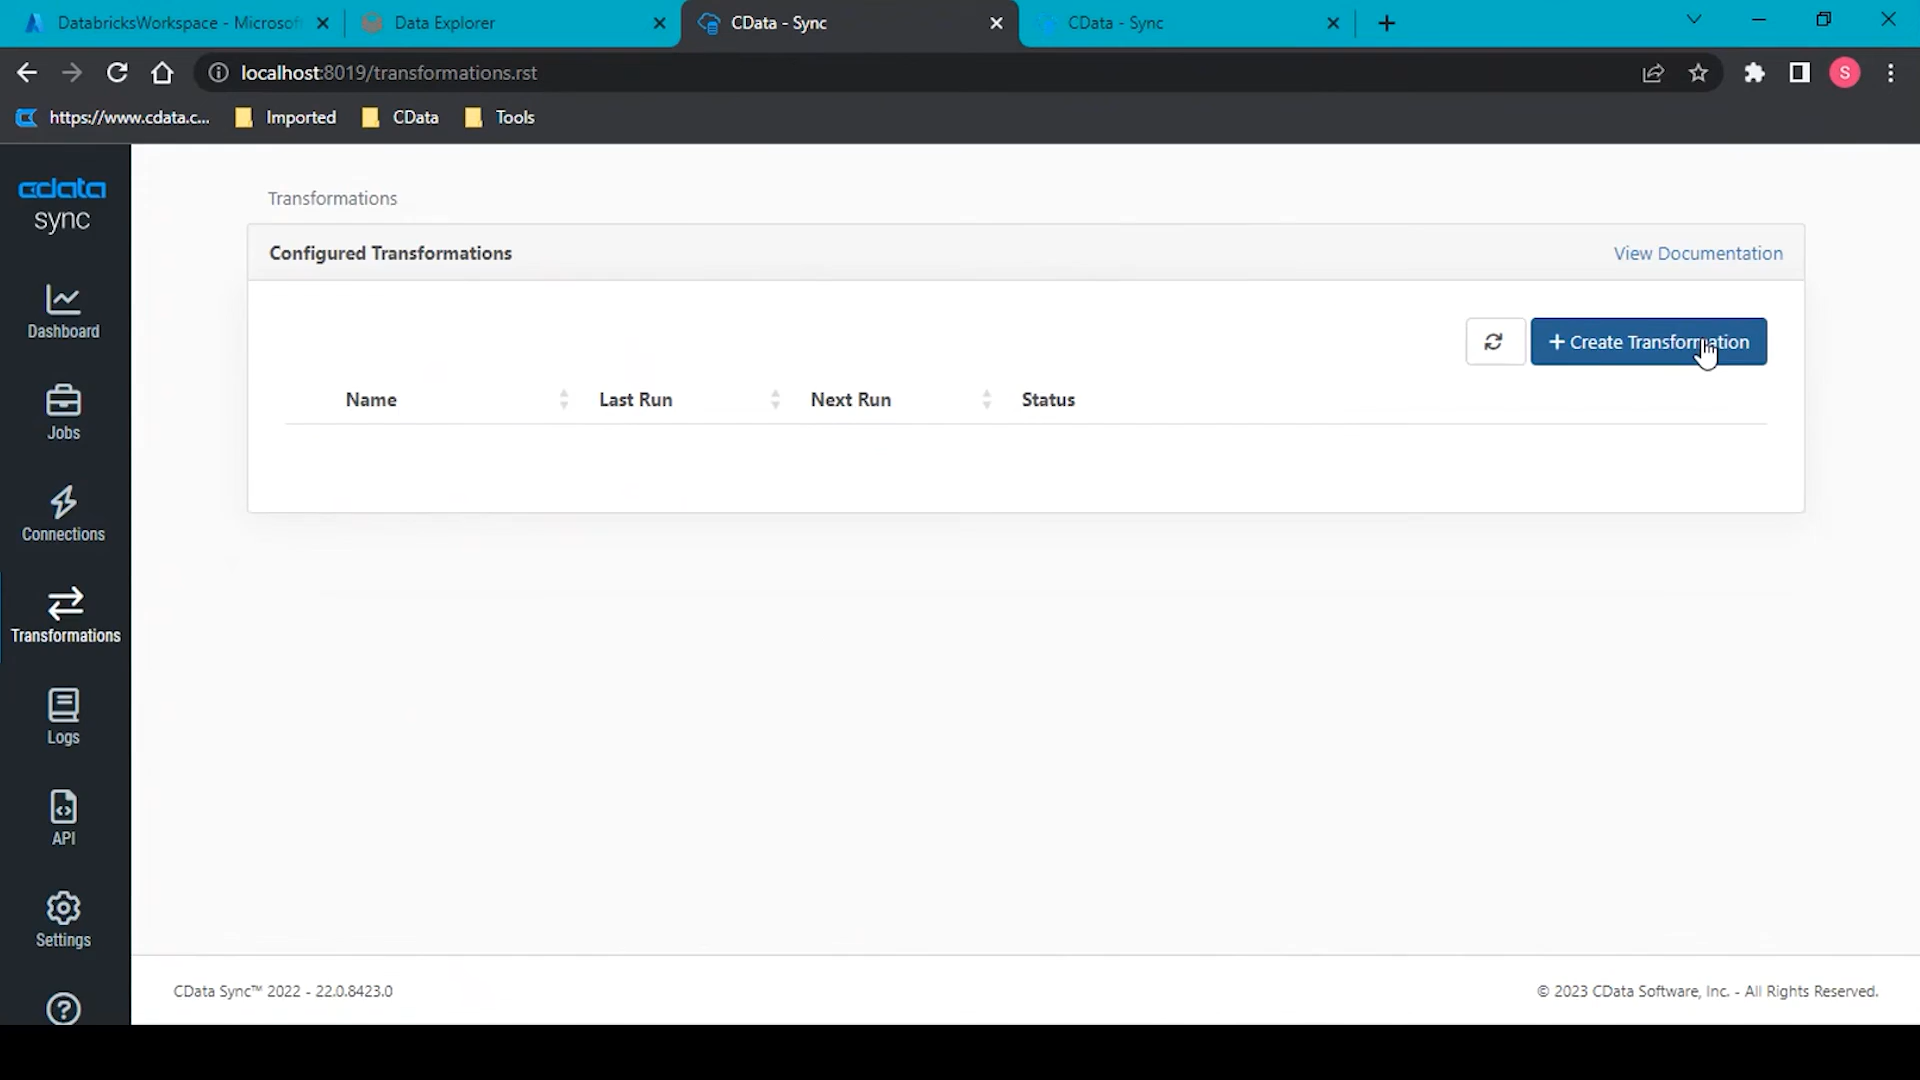 DatabricksWorkspace - Microsoft
Data Explorer
CData - Sync
CData - Sync
localhost:8019/transformations.rst
S
https://www.cdata.c...
Imported
CData
Tools
cdata
sync
Dashboard
Jobs
Connections
Transformations
Logs
API
Settings
Transformations
Configured Transformations
View Documentation
+ Create Transformation
Name
Last Run
Next Run
Status
CData Sync™ 2022 - 22.0.8423.0
© 2023 CData Software, Inc. - All Rights Reserved.